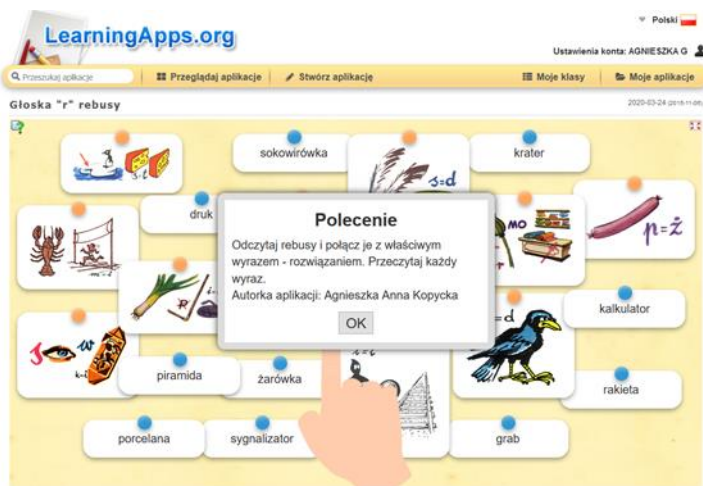 LearningApps.org
Polski
Ustawienia konta: AGNIESZKA G
Przeszukaj aplikacje
Przeglądaj aplikacje
Stwórz aplikację
Moje klasy
Moje aplikacje
Głoska "r" rebusy
2020-03-24
sokowirówka
krater
s=t
s=d
druk
Polecenie
Odczytaj rebusy i połącz je z właściwym
wyrazem - rozwiązaniem. Przeczytaj każdy
wyraz.
Autorka aplikacji: Agnieszka Anna Kopycka
OK
MO
p=ż
R
=d
kalkulator
s
w
piramida
żarówka
rakieta
porcelana
sygnalizator
grab